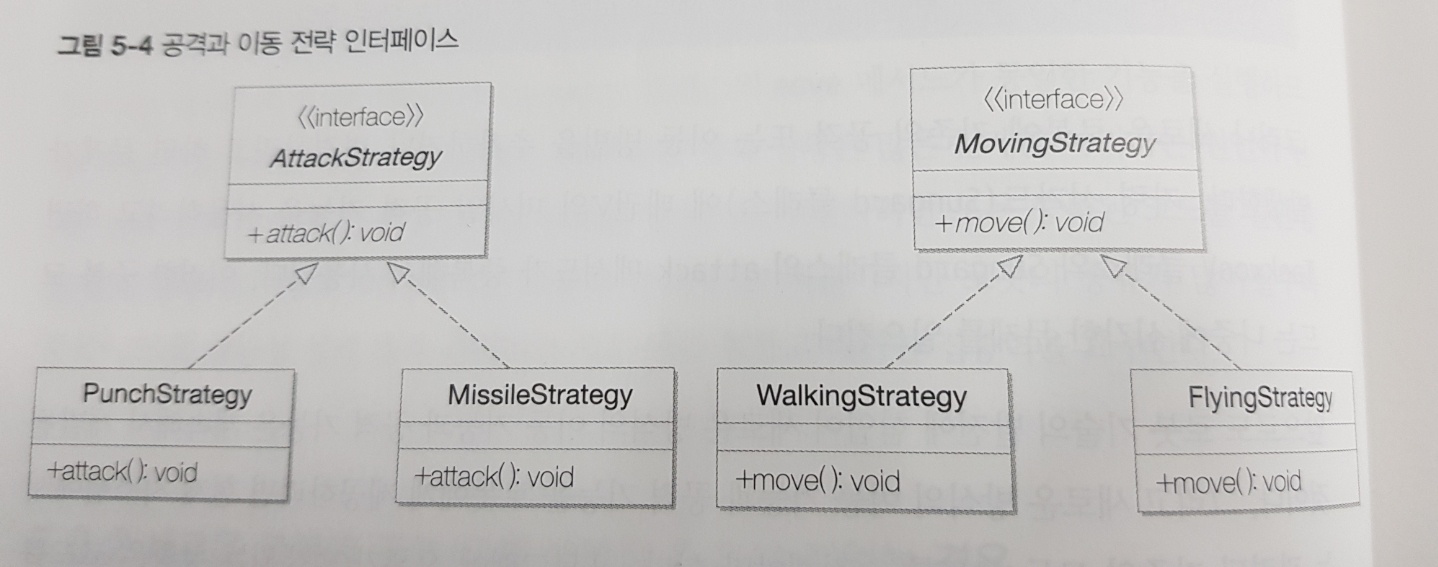 그림 5-4 공격과 이동 전략 인터페이스
《interface》
AttackStrategy
+attack(): void
《interface》
MovingStrategy
+move(): void
PunchStrategy
+attack(): void
MissileStrategy
+attack(): void
WalkingStrategy
+move(): void
FlyingStrategy
+move(): void